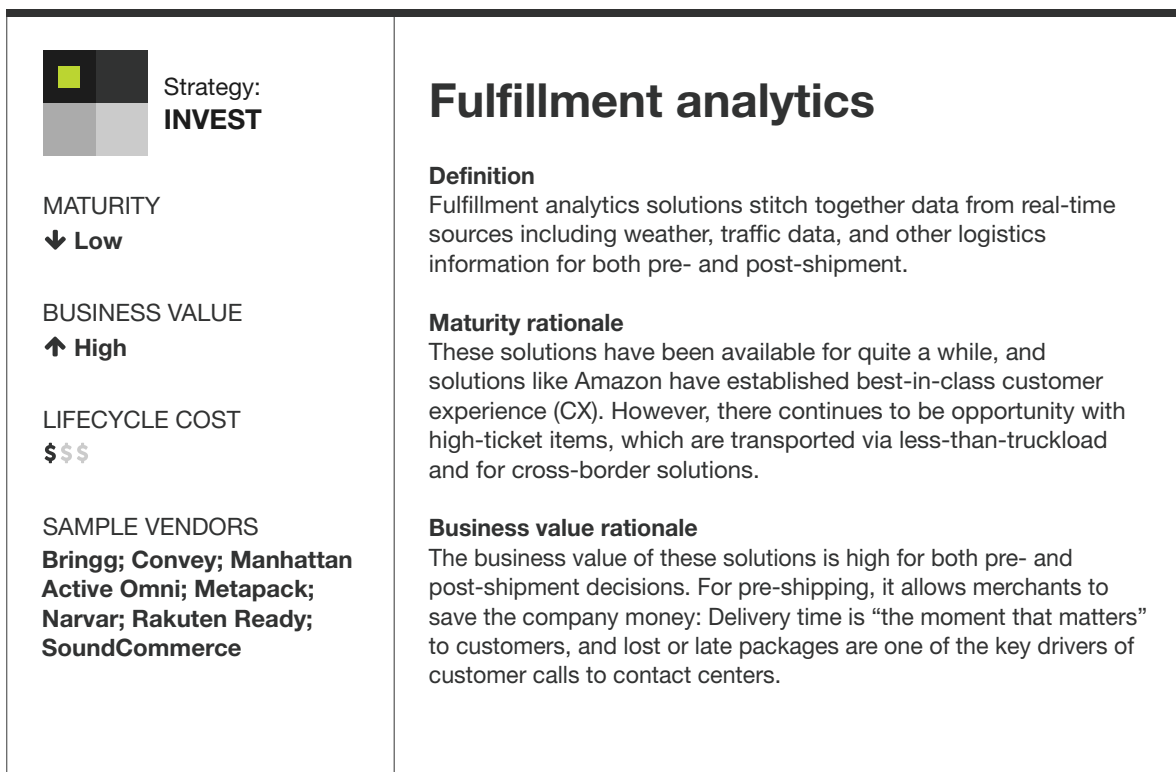 Strategy:
INVEST
MATURITY
↓ Low
BUSINESS VALUE
↑ High
LIFECYCLE COST
$$$
SAMPLE VENDORS
Bringg; Convey; Manhattan
Active Omni; Metapack;
Narvar; Rakuten Ready;
SoundCommerce
Fulfillment analytics
Definition
Fulfillment analytics solutions stitch together data from real-time
sources including weather, traffic data, and other logistics
information for both pre- and post-shipment.
Maturity rationale
These solutions have been available for quite a while, and
solutions like Amazon have established best-in-class customer
experience (CX). However, there continues to be opportunity with
high-ticket items, which are transported via less-than-truckload
and for cross-border solutions.
Business value rationale
The business value of these solutions is high for both pre- and
post-shipment decisions. For pre-shipping, it allows merchants to
save the company money: Delivery time is “the moment that matters”
to customers, and lost or late packages are one of the key drivers of
customer calls to contact centers.